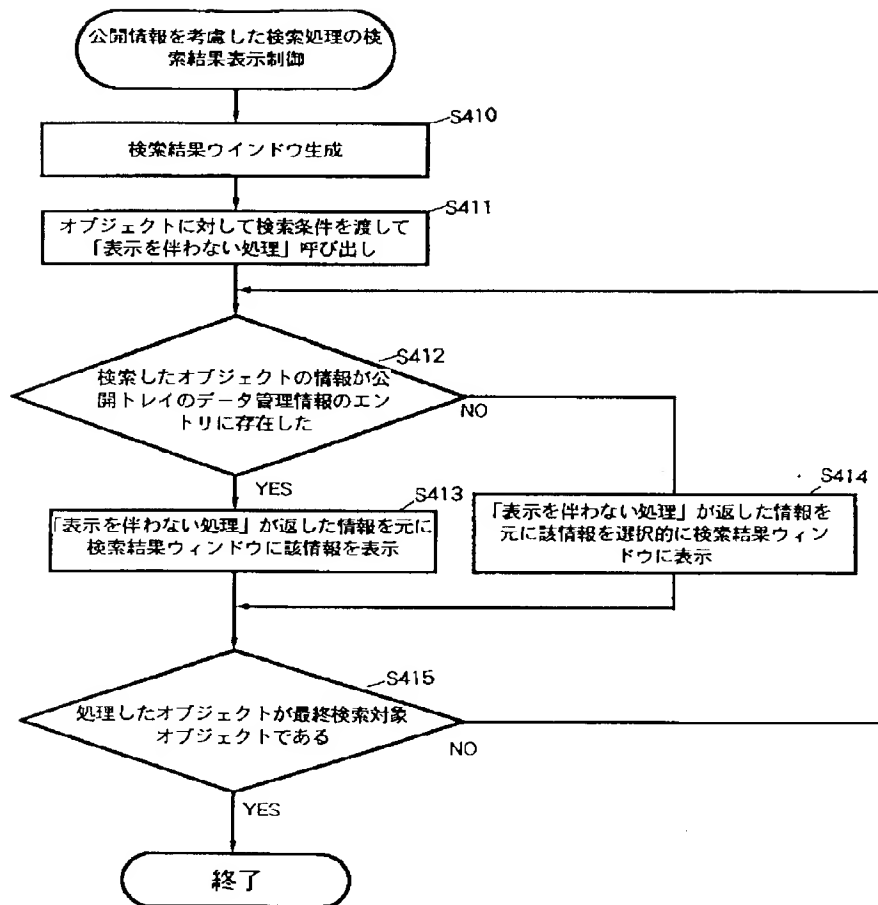 公開情報を考慮した検索処理の検
索結果表示制御
S410
検索結果ウインドウ生成
S411
オブジェクトに対して検索条件を渡して
「表示を伴わない処理」呼び出し
S412
検索したオブジェクトの情報が公
開トレイのデータ管理情報のエン
トリに存在した
NO
YES
S413
「表示を伴わない処理」が返した情報を元に
検索結果ウィンドウに該情報を表示
S414
「表示を伴わない処理」が返した情報を
元に該情報を選択的に検索結果ウィン
ドウに表示
S415
処理したオブジェクトが最終検索対象
オブジェクトである
NO
YES
終了